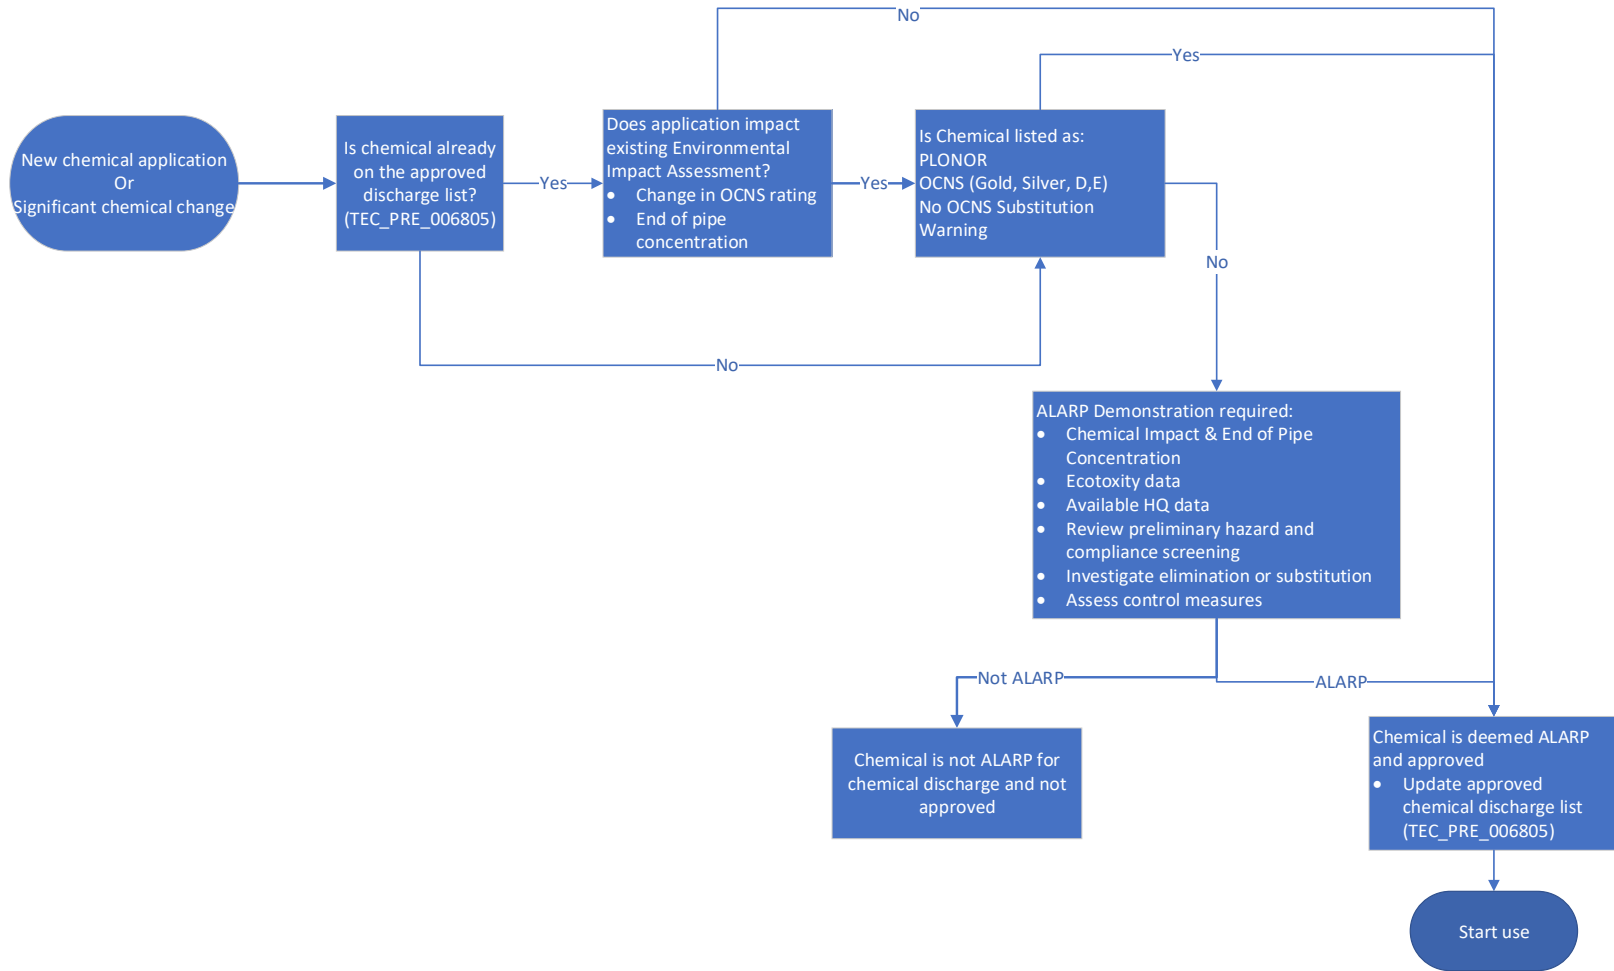 New chemical application
Or
Significant chemical change
Is chemical already
on the approved
discharge list?
(TEC_PRE_006805)
Yes
No
Does application impact
existing Environmental
Impact Assessment?
• Change in OCNS rating
• End of pipe
concentration
No
Yes
Is Chemical listed as:
PLONOR
OCNS (Gold, Silver, D,E)
No OCNS Substitution
Warning
Yes
No
ALARP Demonstration required:
• Chemical Impact & End of Pipe
Concentration
• Ecotoxity data
• Available HQ data
• Review preliminary hazard and
compliance screening
• Investigate elimination or substitution
• Assess control measures
Not ALARP
ALARP
Chemical is not ALARP for
chemical discharge and not
approved
Chemical is deemed ALARP
and approved
• Update approved
chemical discharge list
(TEC_PRE_006805)
Start use